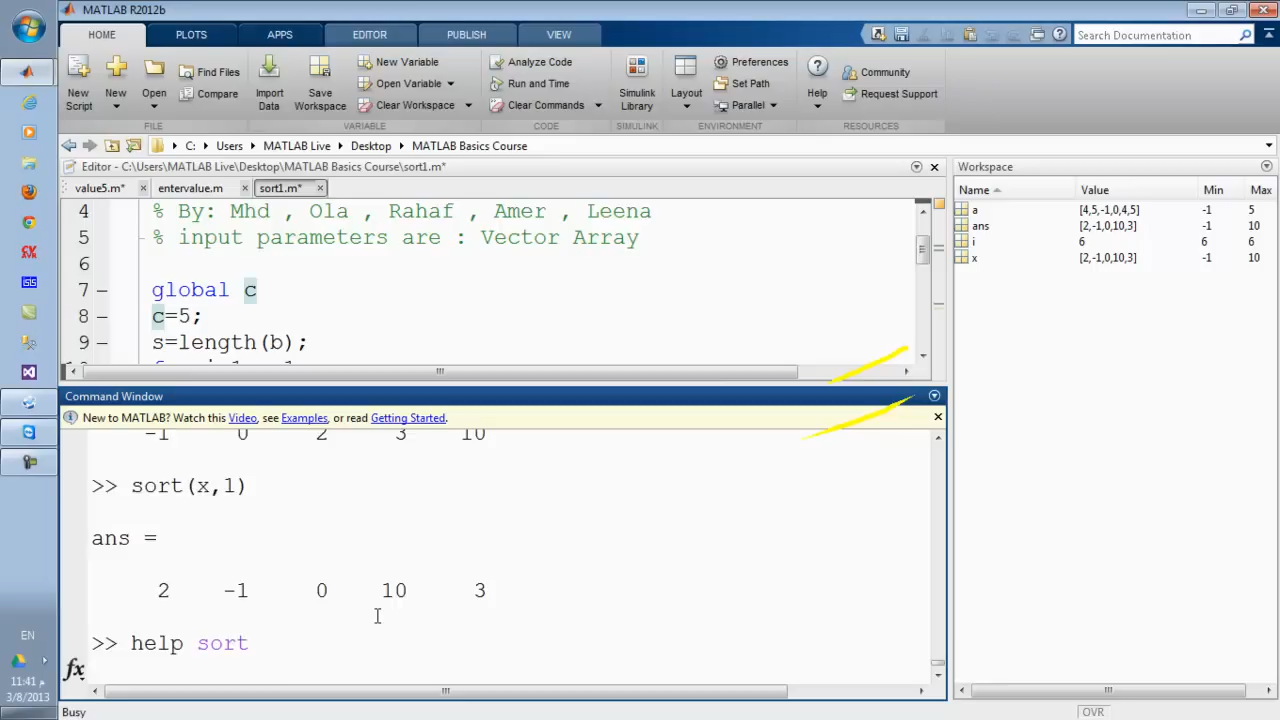 MATLAB R2012b
HOME PLOTS APPS EDITOR PUBLISH VIEW
Search Documentation
New Script
New
Open
Find Files
Compare
Import Data
Save Workspace
New Variable
Open Variable
Clear Workspace
Analyze Code
Run and Time
Clear Commands
Simulink Library
Layout
Preferences
Set Path
Parallel
Help
Community
Request Support
FILE VARIABLE CODE SIMULINK ENVIRONMENT RESOURCES
C: Users MATLAB Live Desktop MATLAB Basics Course
Editor - C:\Users\MATLAB Live\Desktop\MATLAB Basics Course\sort1.m*
value5.m* entervalue.m sort1.m*
4 % By: Mhd , Ola , Rahaf , Amer , Leena
5 % input parameters are : Vector Array
6
7 – global c
8 – c=5;
9 – s=length(b);
Command Window
New to MATLAB? Watch this Video, see Examples, or read Getting Started.
-1 0 2 3 10
>> sort(x,1)
ans =
2 -1 0 10 3
>> help sort
fx
Workspace
Name Value Min Max
a [4,5,-1,0,4,5] -1 5
ans [2,-1,0,10,3] -1 10
i 6 6 6
x [2,-1,0,10,3] -1 10
EN
11:41 م
3/8/2013
Busy
OVR